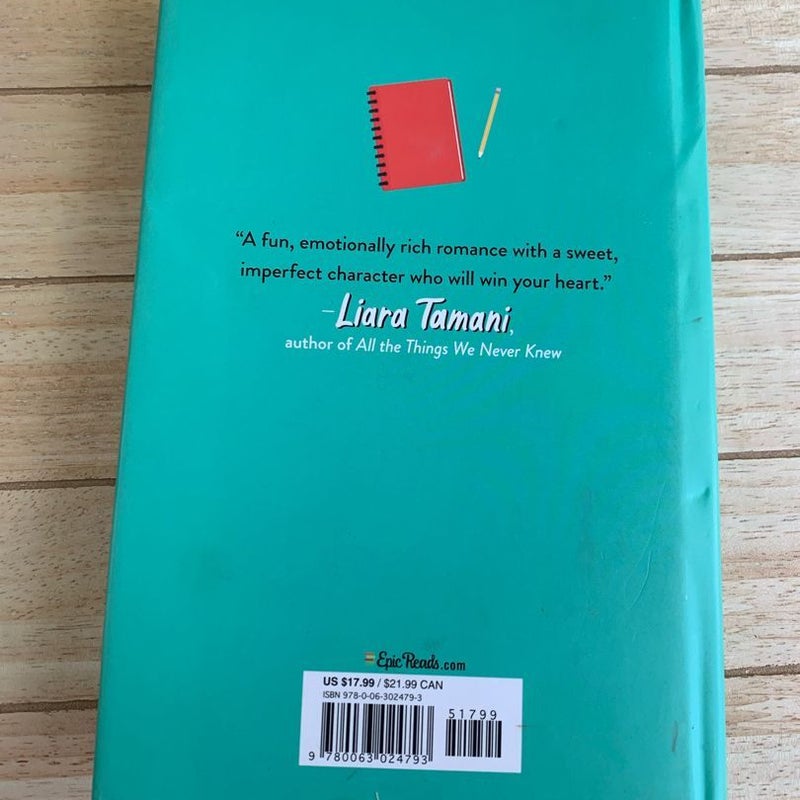 “A fun, emotionally rich romance with a sweet,
imperfect character who will win your heart.”
–Liara Tamani,
author of All the Things We Never Knew
EpicReads.com
US $17.99 / $21.99 CAN
ISBN 978-0-06-302479-3
51799
9 780063 024793